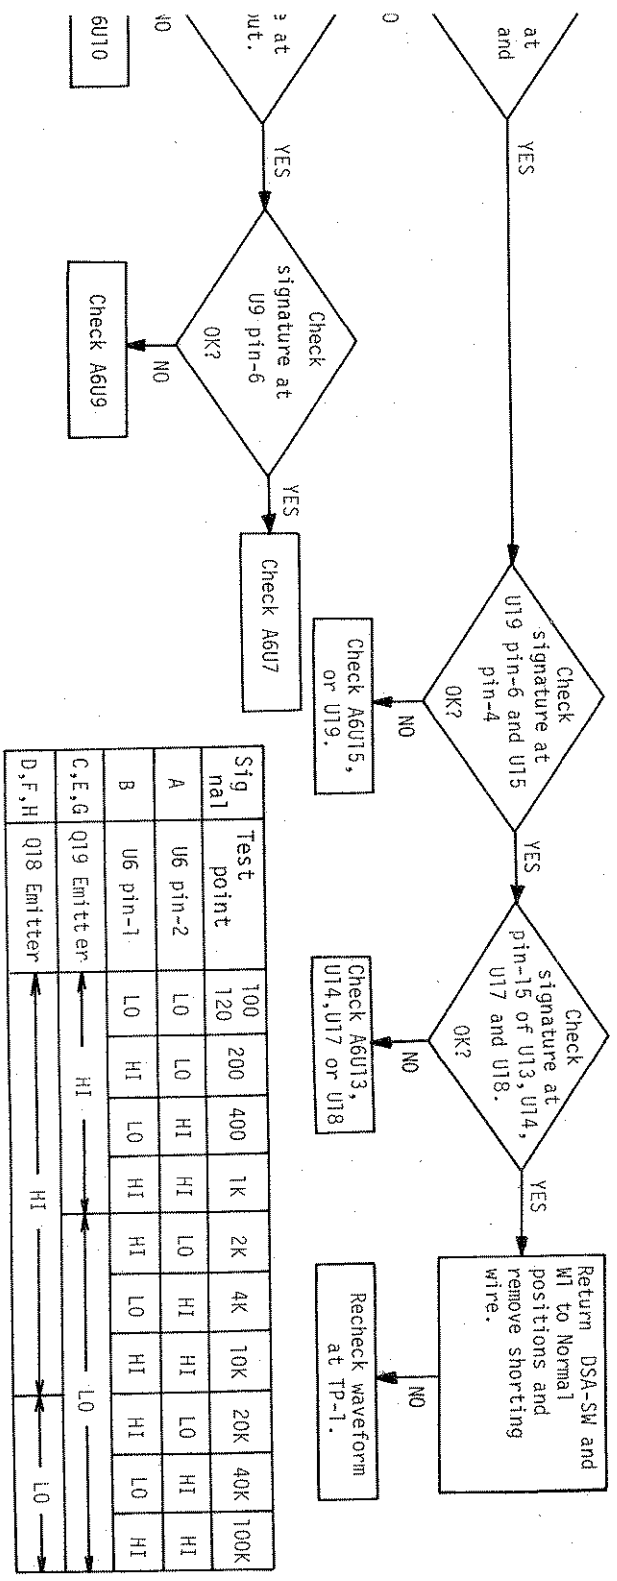 at
and
YES
Check
signature at
U19 pin-6 and U15
pin-4
OK?
YES
NO
Check A6U15,
or U19.
Check
signature at
pin-15 of U13, U14,
U17 and U18.
OK?
YES
NO
Check A6U13,
U14,U17 or U18
Return DSA-SW and
W1 to Normal
positions and
remove shorting
wire.
NO
Recheck waveform
at TP-1.
e at
out.
NO
6U10
YES
Check
signature at
U9 pin-6
OK?
NO
Check A6U9
YES
Check A6U7
Sig nal Test point 100 120 200 400 1K 2K 4K 10K 20K 40K 100K
A U6 pin-2 LO LO HI HI LO HI HI LO HI HI
B U6 pin-1 LO HI LO HI HI LO HI HI LO HI
C,E,G Q19 Emitter HI LO
D,F,H Q18 Emitter HI LO